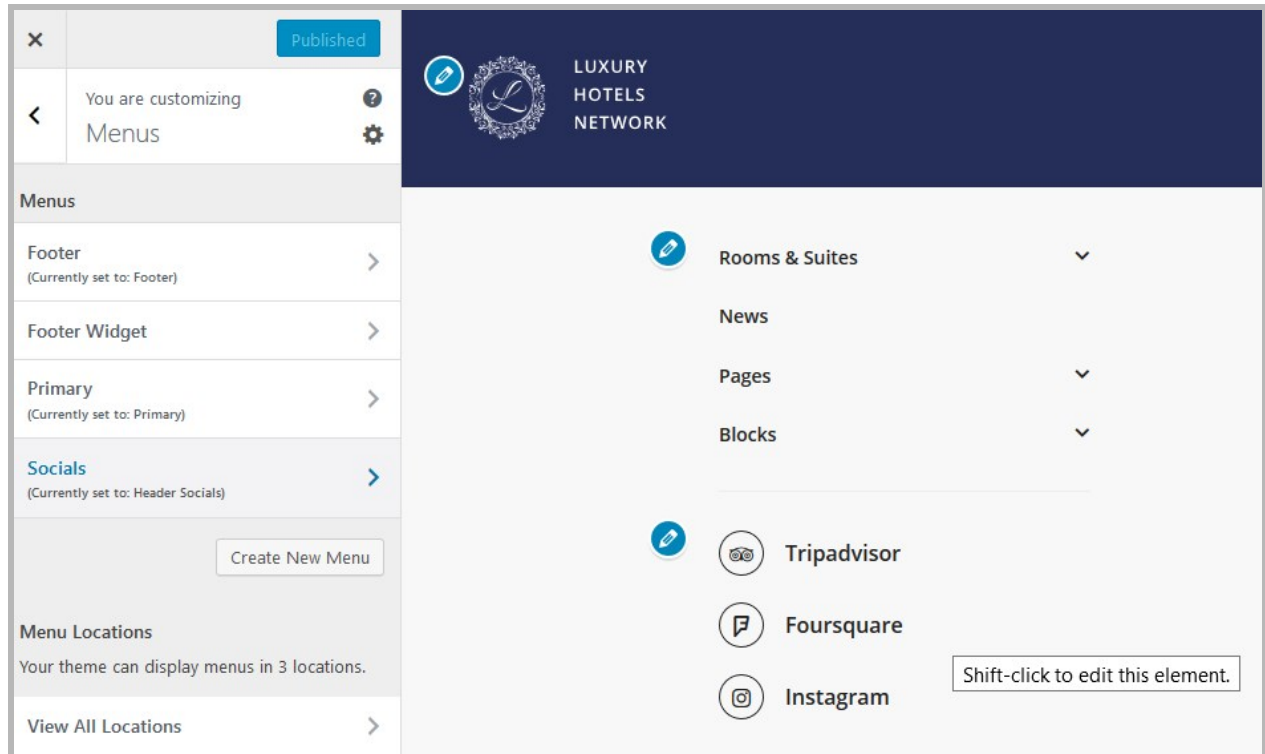 Published
You are customizing
Menus
Menus
Footer
(Currently set to: Footer)
Footer Widget
Primary
(Currently set to: Primary)
Socials
(Currently set to: Header Socials)
Create New Menu
Menu Locations
Your theme can display menus in 3 locations.
View All Locations
L
LUXURY
HOTELS
NETWORK
Rooms & Suites
News
Pages
Blocks
Tripadvisor
Foursquare
Shift-click to edit this element.
Instagram